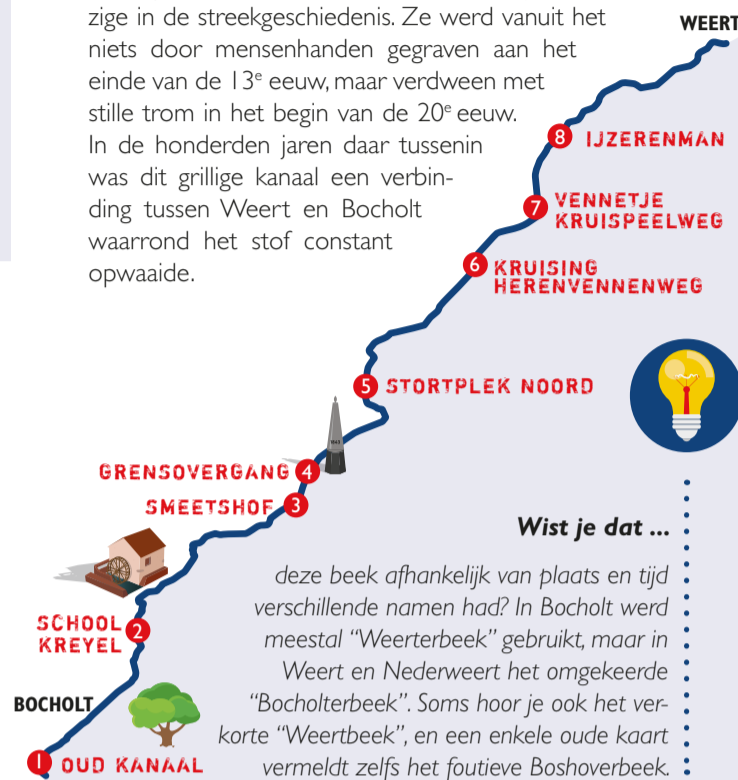 zige in de streekgeschiedenis. Ze werd vanuit het
niets door mensenhanden gegraven aan het
einde van de 13e eeuw, maar verdween met
stille trom in het begin van de 20e eeuw.
In de honderden jaren daar tussenin
was dit grillige kanaal een verbin-
ding tussen Weert en Bocholt
waarrond het stof constant
opwaaide.
WEERT
8 IJZERENMAN
7 VENNETJE
KRUISPEELWEG
6 KRUISING
HERENVENNENWEG
5 STORTPLEK NOORD
GRENSOVERGANG 4
SMEETSHOF 3
SCHOOL 2
KREYEL
BOCHOLT
1 OUD KANAAL
Wist je dat ...
deze beek afhankelijk van plaats en tijd
verschillende namen had? In Bocholt werd
meestal “Weerterbeek” gebruikt, maar in
Weert en Nederweert het omgekeerde
“Bocholterbeek”. Soms hoor je ook het ver-
korte “Weertbeek”, en een enkele oude kaart
vermeldt zelfs het foutieve Boshoverbeek.